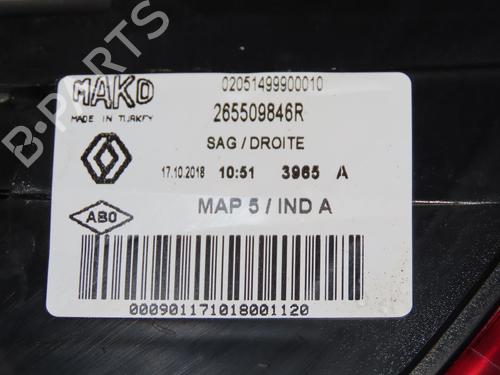 MAKO
MADE IN TURKEY
02051499900010
265509846R
SAG / DROITE
17.10.2018 10:51 3965 A
ABO
MAP 5 / IND A
000901171018001120
B-PARTS